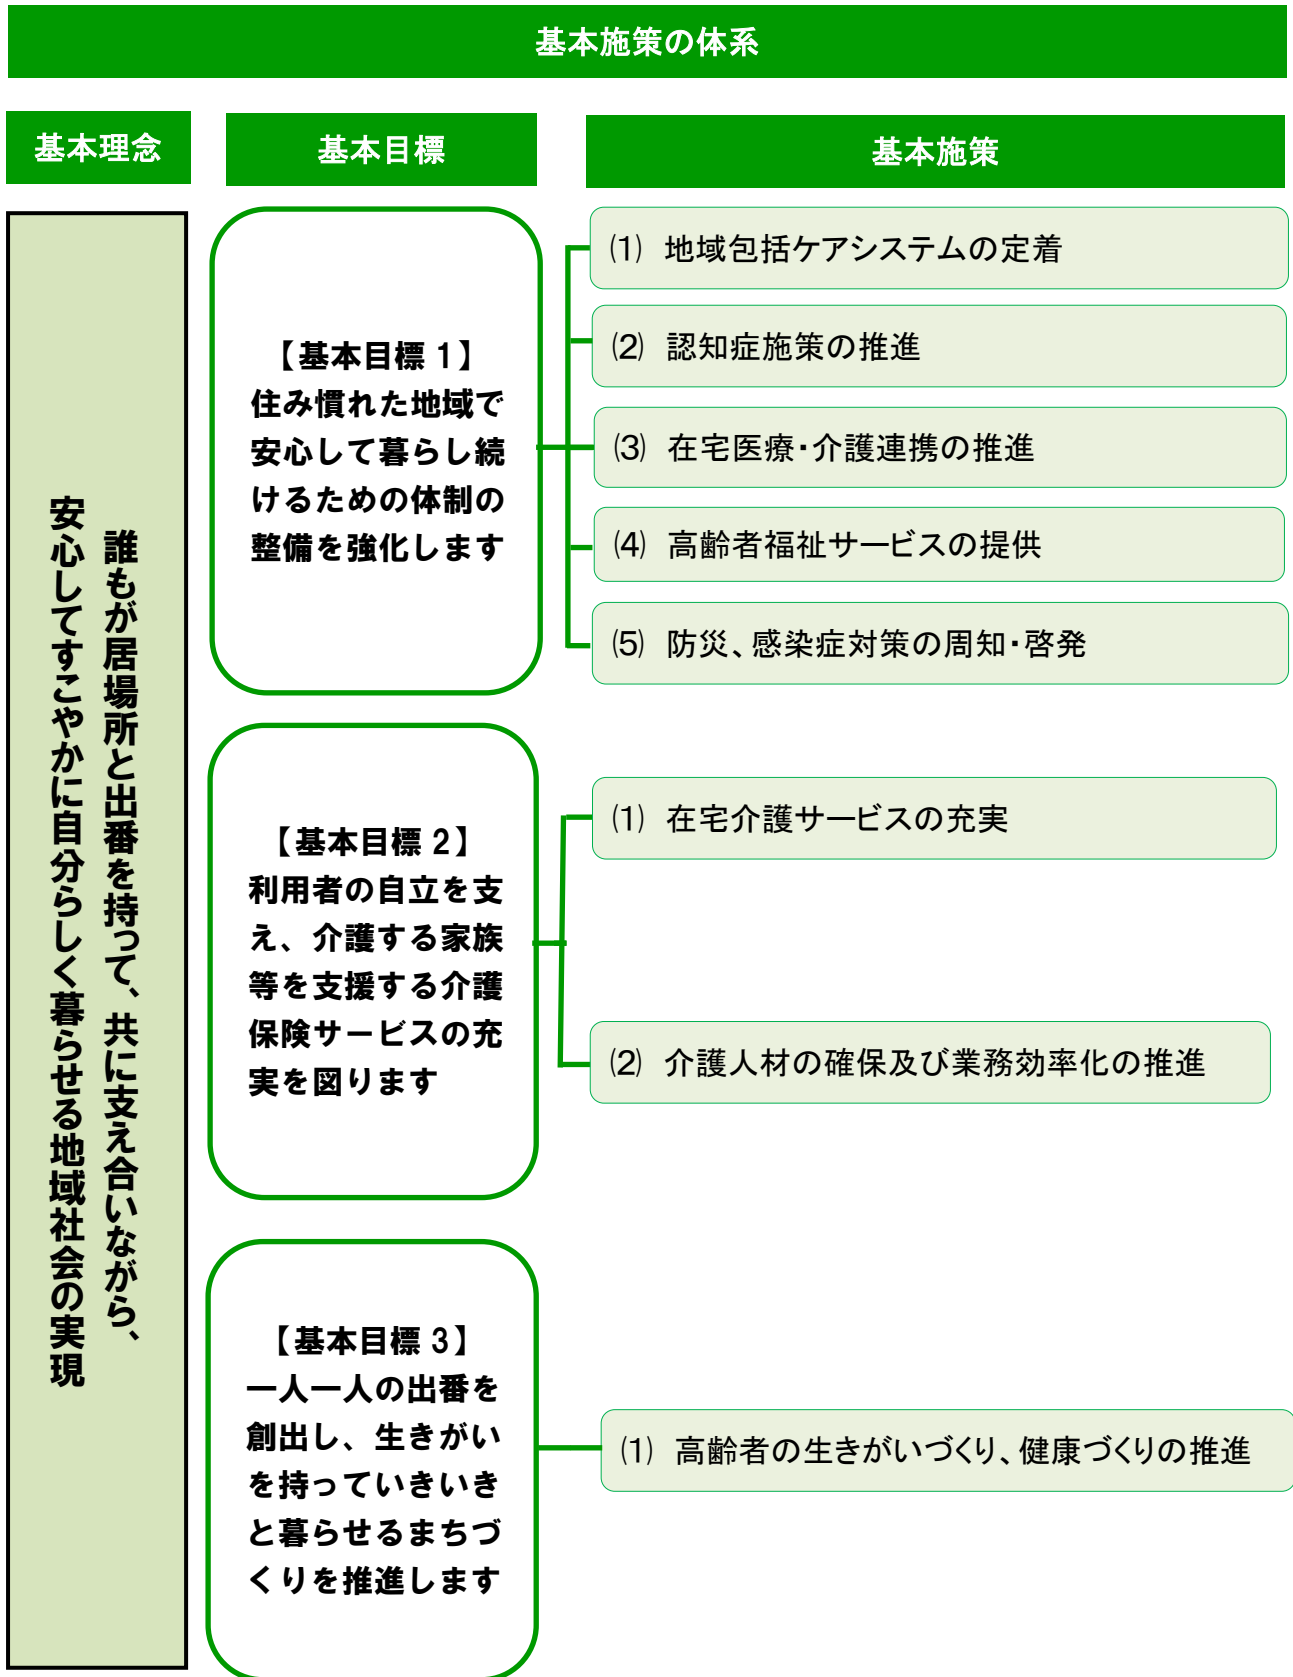 基本施策の体系
基本理念
基本目標
基本施策
誰もが居場所と出番を持って、共に支え合いながら、
安心してすこやかに自分らしく暮らせる地域社会の実現
【基本目標 1】
住み慣れた地域で
安心して暮らし続
けるための体制の
整備を強化します
⑴ 地域包括ケアシステムの定着
⑵ 認知症施策の推進
⑶ 在宅医療・介護連携の推進
⑷ 高齢者福祉サービスの提供
⑸ 防災、感染症対策の周知・啓発
【基本目標 2】
利用者の自立を支
え、介護する家族
等を支援する介護
保険サービスの充
実を図ります
⑴ 在宅介護サービスの充実
⑵ 介護人材の確保及び業務効率化の推進
【基本目標 3】
一人一人の出番を
創出し、生きがい
を持っていきいき
と暮らせるまちづ
くりを推進します
⑴ 高齢者の生きがいづくり、健康づくりの推進